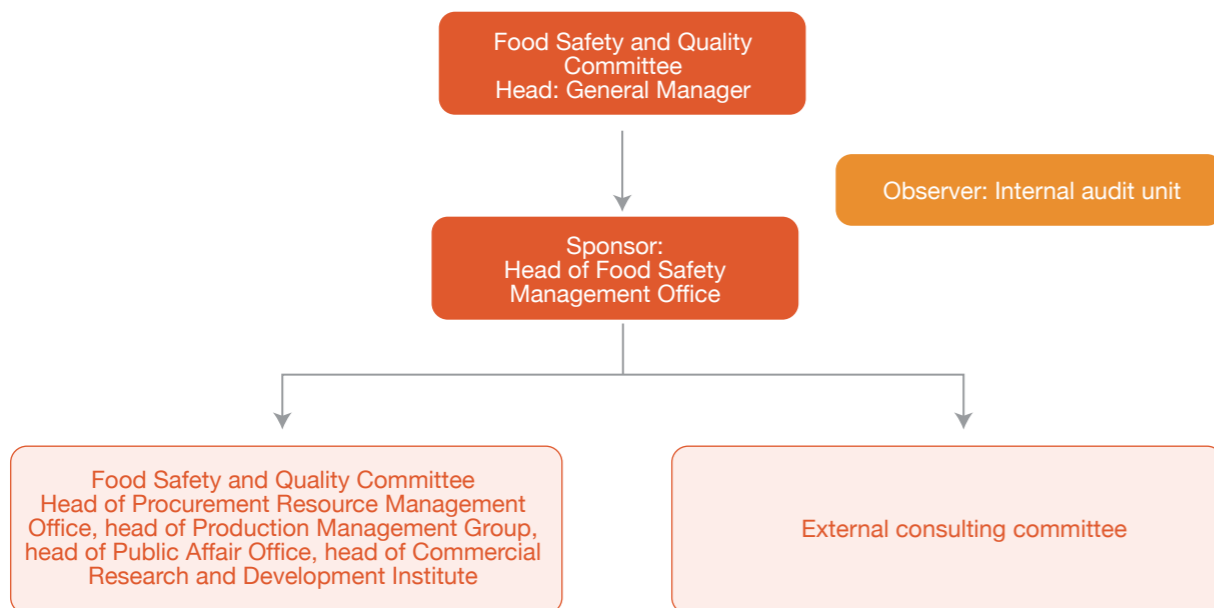 Food Safety and Quality
Committee
Head: General Manager
Observer: Internal audit unit
Sponsor:
Head of Food Safety
Management Office
Food Safety and Quality Committee
Head of Procurement Resource Management
Office, head of Production Management Group,
head of Public Affair Office, head of Commercial
Research and Development Institute
External consulting committee